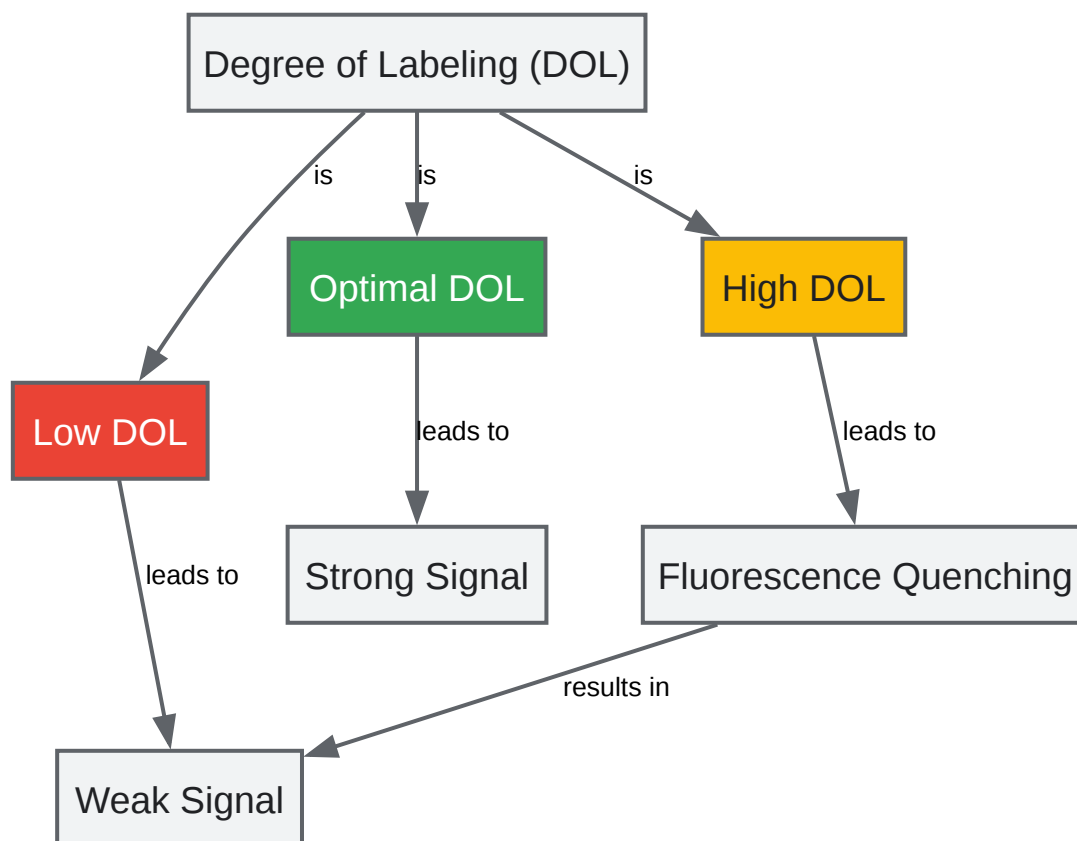 Degree of Labeling (DOL)
is
is
is
Optimal DOL
High DOL
Low DOL
leads to
leads to
leads to
Strong Signal
Fluorescence Quenching
results in
Weak Signal